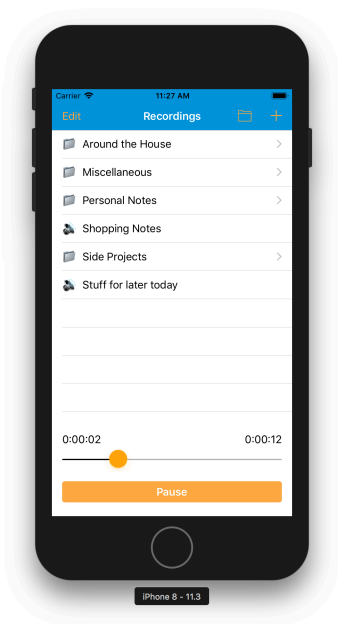 Carrier 11:27 AM
Edit Recordings
Around the House
Miscellaneous
Personal Notes
Shopping Notes
Side Projects
Stuff for later today
0:00:02 0:00:12
Pause
iPhone 8 - 11.3